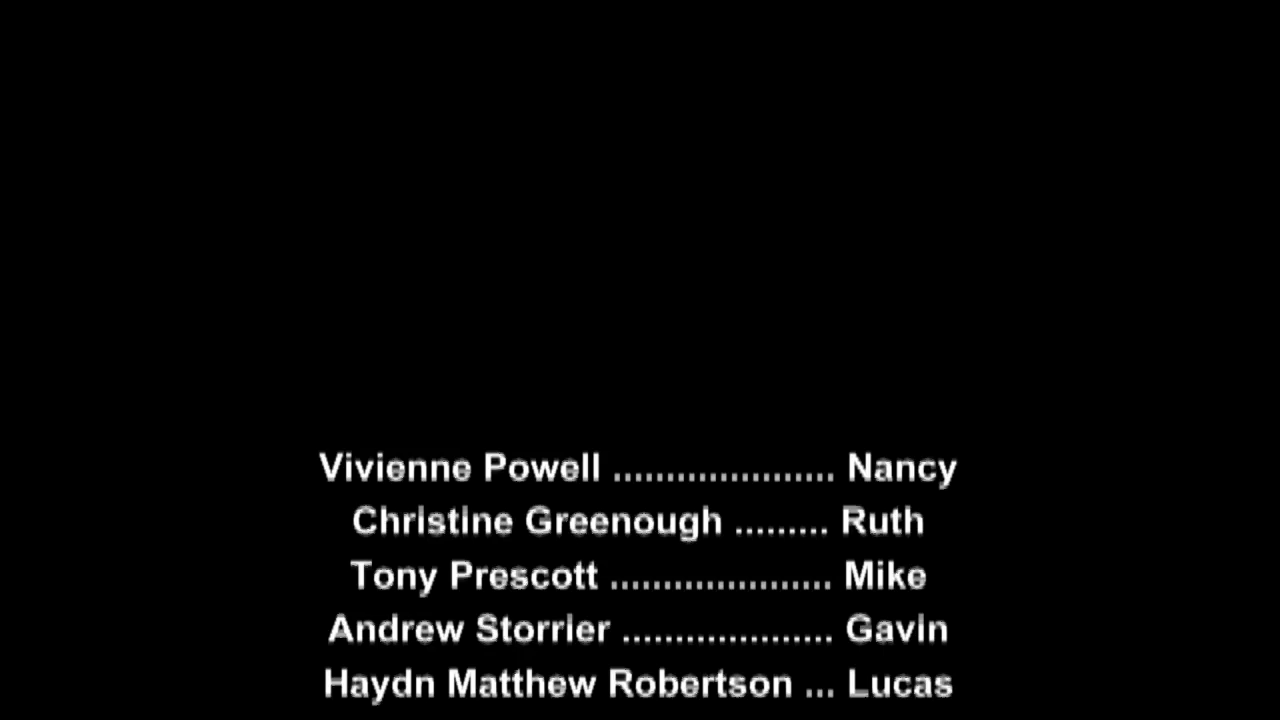 Vivienne Powell ..................... Nancy
Christine Greenough ......... Ruth
Tony Prescott ..................... Mike
Andrew Storrier .................... Gavin
Haydn Matthew Robertson ... Lucas